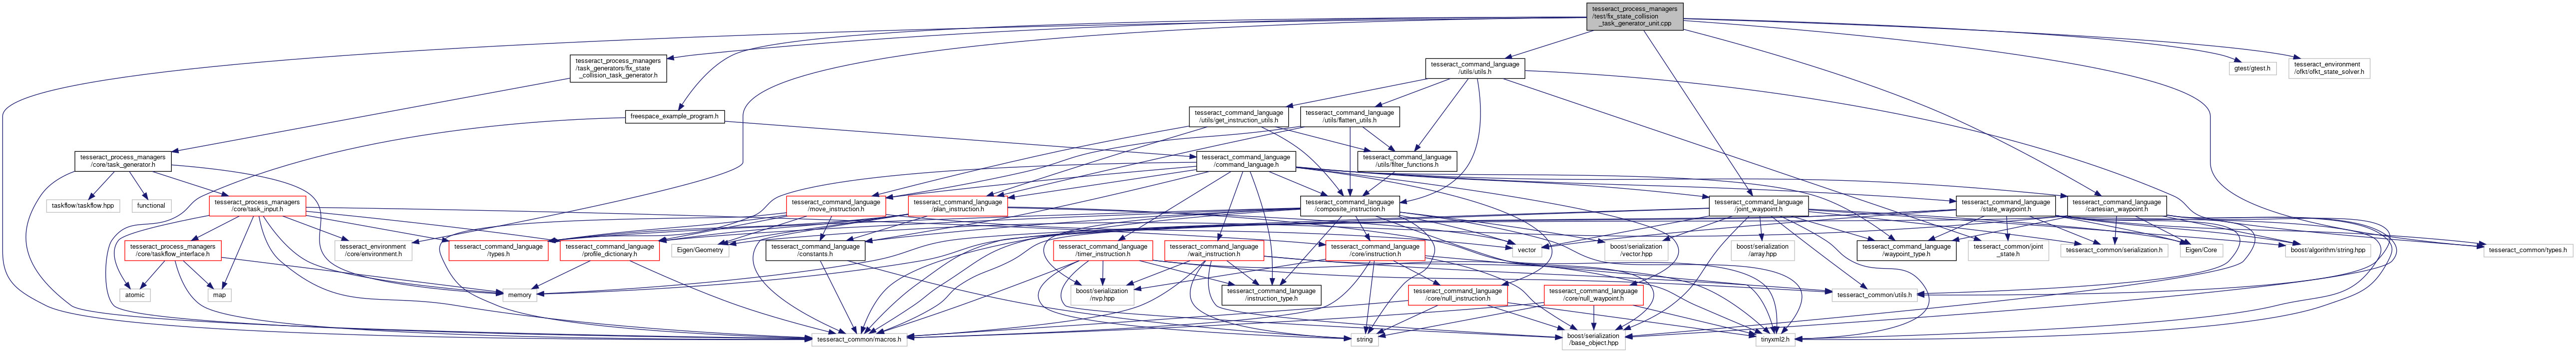 tesseract_process_managers
/test/fix_state_collision
_task_generator_unit.cpp
tesseract_process_managers
/task_generators/fix_state
_collision_task_generator.h
tesseract_command_language
/utils/utils.h
gtest/gtest.h
tesseract_environment
/ofkt/ofkt_state_solver.h
freespace_example_program.h
tesseract_command_language
/utils/get_instruction_utils.h
tesseract_command_language
/utils/flatten_utils.h
tesseract_process_managers
/core/task_generator.h
tesseract_command_language
/command_language.h
tesseract_command_language
/utils/filter_functions.h
taskflow/taskflow.hpp
functional
tesseract_process_managers
/core/task_input.h
tesseract_command_language
/move_instruction.h
tesseract_command_language
/plan_instruction.h
tesseract_command_language
/composite_instruction.h
tesseract_command_language
/joint_waypoint.h
tesseract_command_language
/state_waypoint.h
tesseract_command_language
/cartesian_waypoint.h
tesseract_process_managers
/core/taskflow_interface.h
tesseract_environment
/core/environment.h
tesseract_command_language
/types.h
tesseract_command_language
/profile_dictionary.h
Eigen/Geometry
tesseract_command_language
/constants.h
tesseract_command_language
/timer_instruction.h
tesseract_command_language
/wait_instruction.h
tesseract_command_language
/core/instruction.h
vector
boost/serialization
/vector.hpp
boost/serialization
/array.hpp
tesseract_command_language
/waypoint_type.h
tesseract_common/joint
_state.h
tesseract_common/serialization.h
Eigen/Core
boost/algorithm/string.hpp
tesseract_common/types.h
atomic
map
memory
boost/serialization
/nvp.hpp
tesseract_command_language
/instruction_type.h
tesseract_command_language
/core/null_instruction.h
tesseract_command_language
/core/null_waypoint.h
tesseract_common/utils.h
tesseract_common/macros.h
string
boost/serialization
/base_object.hpp
tinyxml2.h